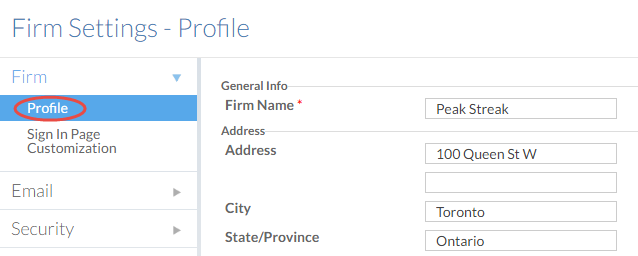 Firm Settings - Profile
Firm
Profile
Sign In Page
Customization
Email
Security
General Info
Firm Name * Peak Streak
Address
Address 100 Queen St W
City Toronto
State/Province Ontario